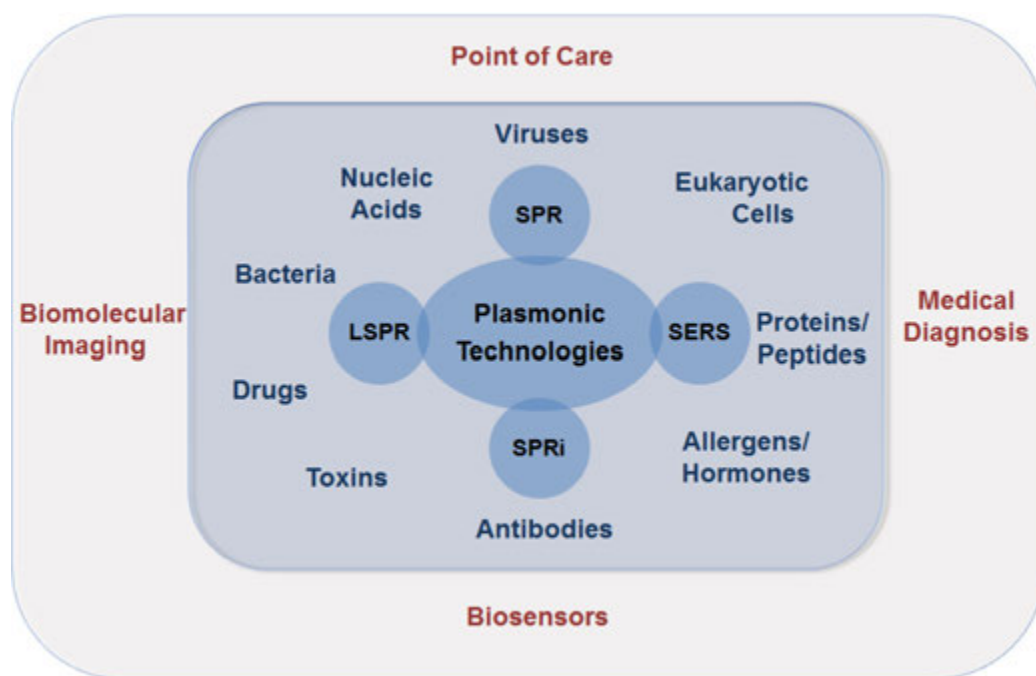 Point of Care
Viruses
Nucleic
Acids
SPR
Eukaryotic
Cells
Bacteria
Biomolecular
Imaging
LSPR
Plasmonic
Technologies
SERS
Proteins/
Peptides
Medical
Diagnosis
Drugs
SPRi
Allergens/
Hormones
Toxins
Antibodies
Biosensors